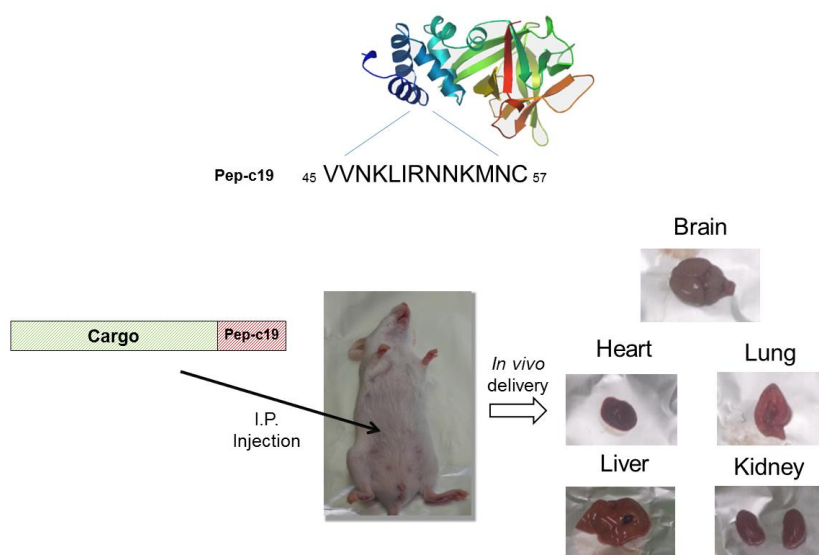 Pep-c19 45 VVNKLIRNNKMNC 57
Brain
Cargo Pep-c19
Heart
Lung
In vivo
delivery
I.P.
Injection
Liver
Kidney